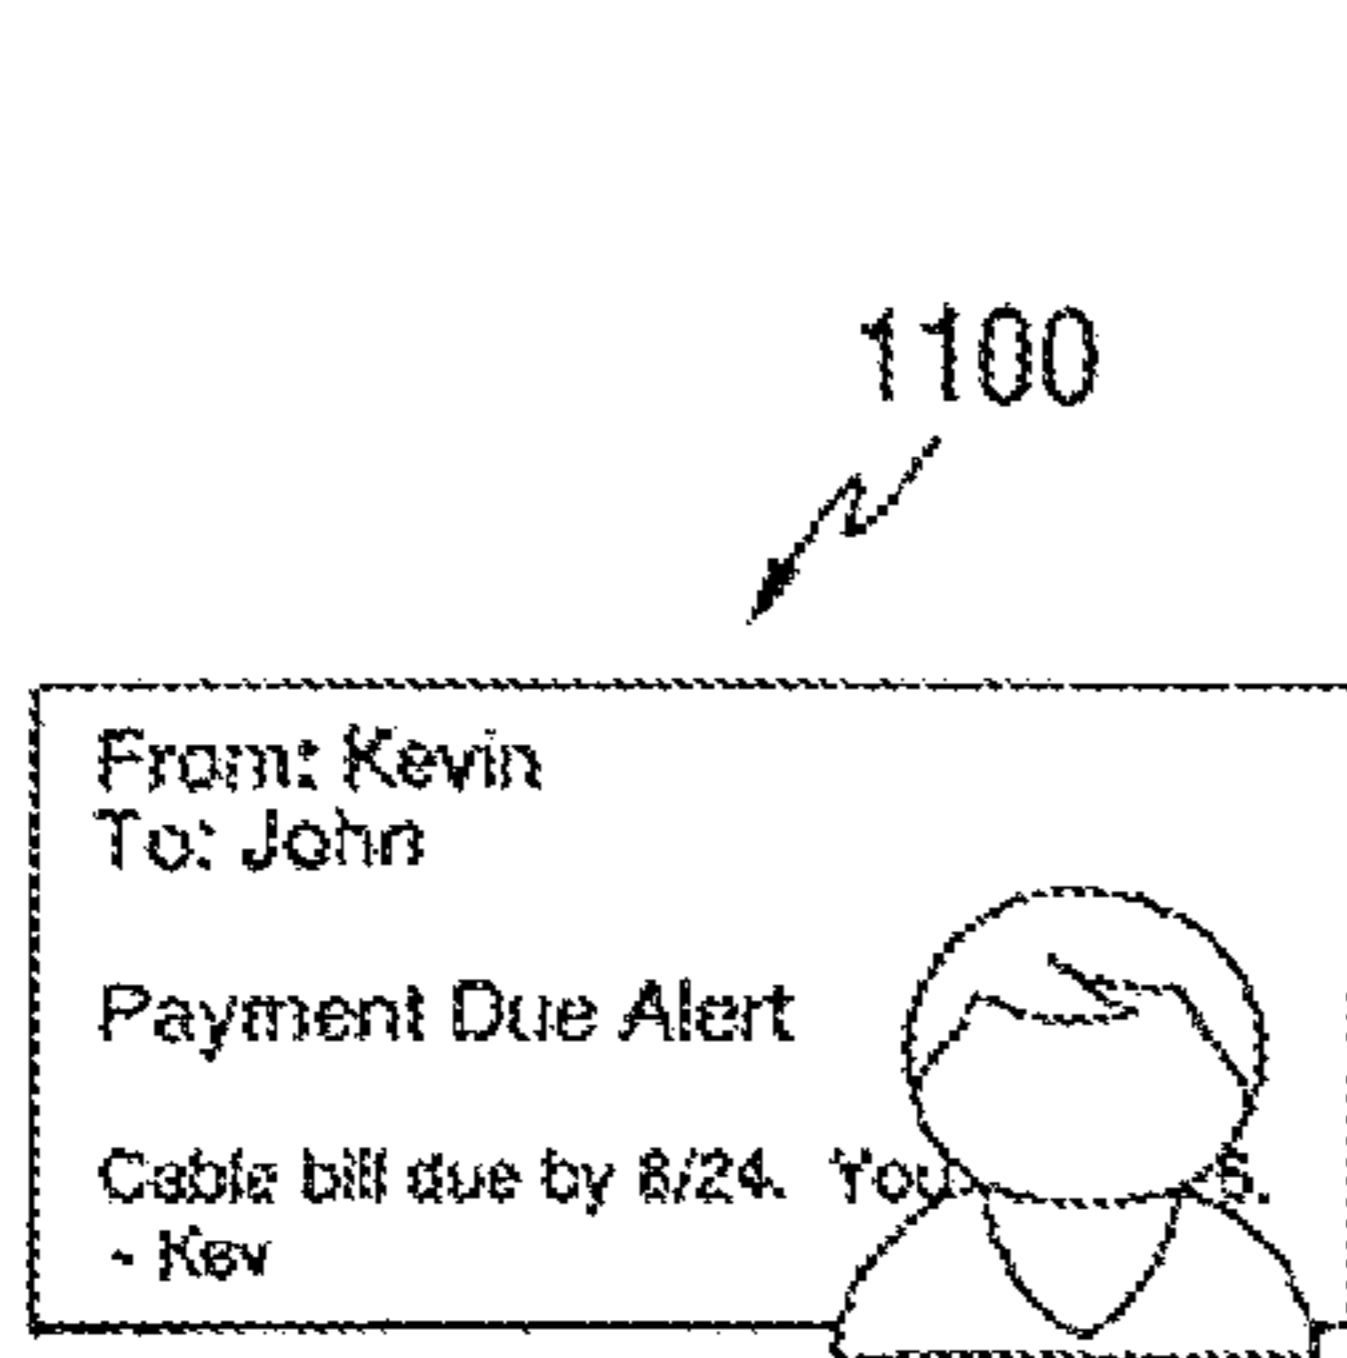 1100
From: Kevin
To: John
Payment Due Alert
Cable bill due by 8/24. You
- Kev